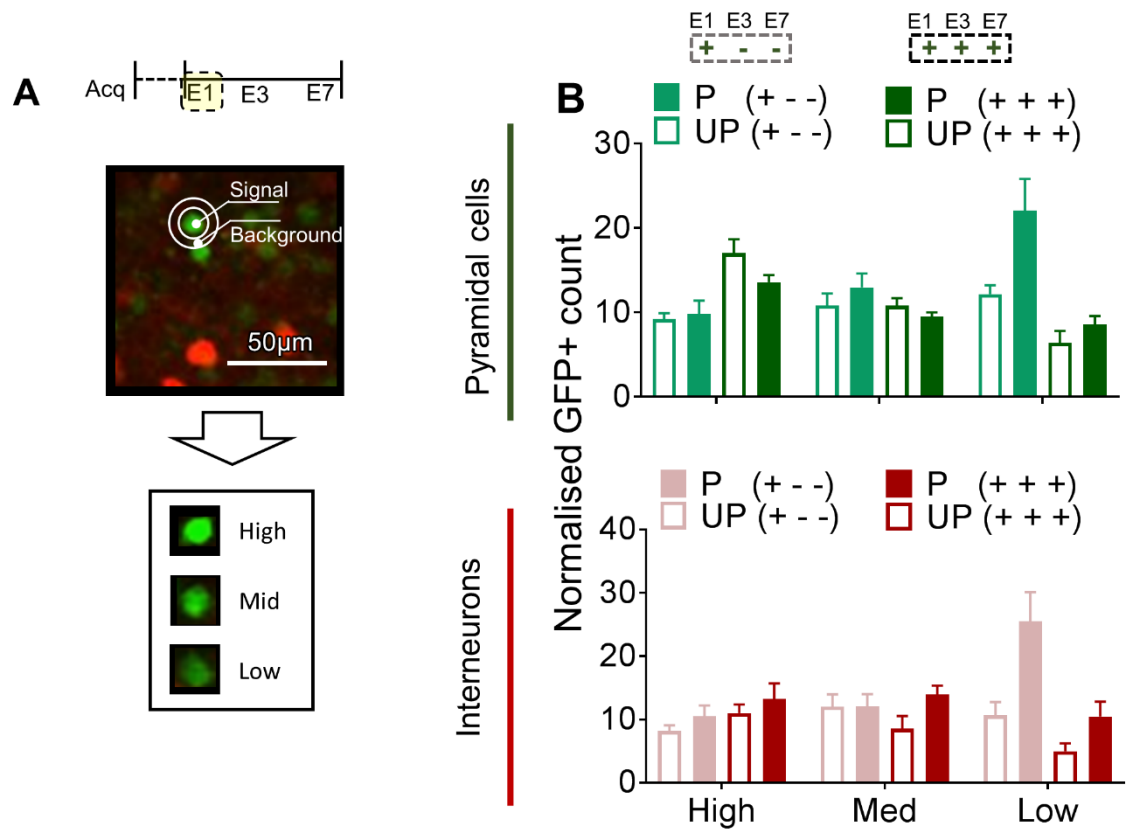 A
Acq E1 E3 E7
Signal
Background
50μm
High
Mid
Low
Pyramidal cells
Interneurons
E1 E3 E7
+ - -
E1 E3 E7
+ + +
B
P (+ - -)
UP (+ - -)
P (+ + +)
UP (+ + +)
Normalised GFP+ count
30
20
10
0
P (+ - -)
UP (+ - -)
P (+ + +)
UP (+ + +)
40
30
20
10
0
High Med Low